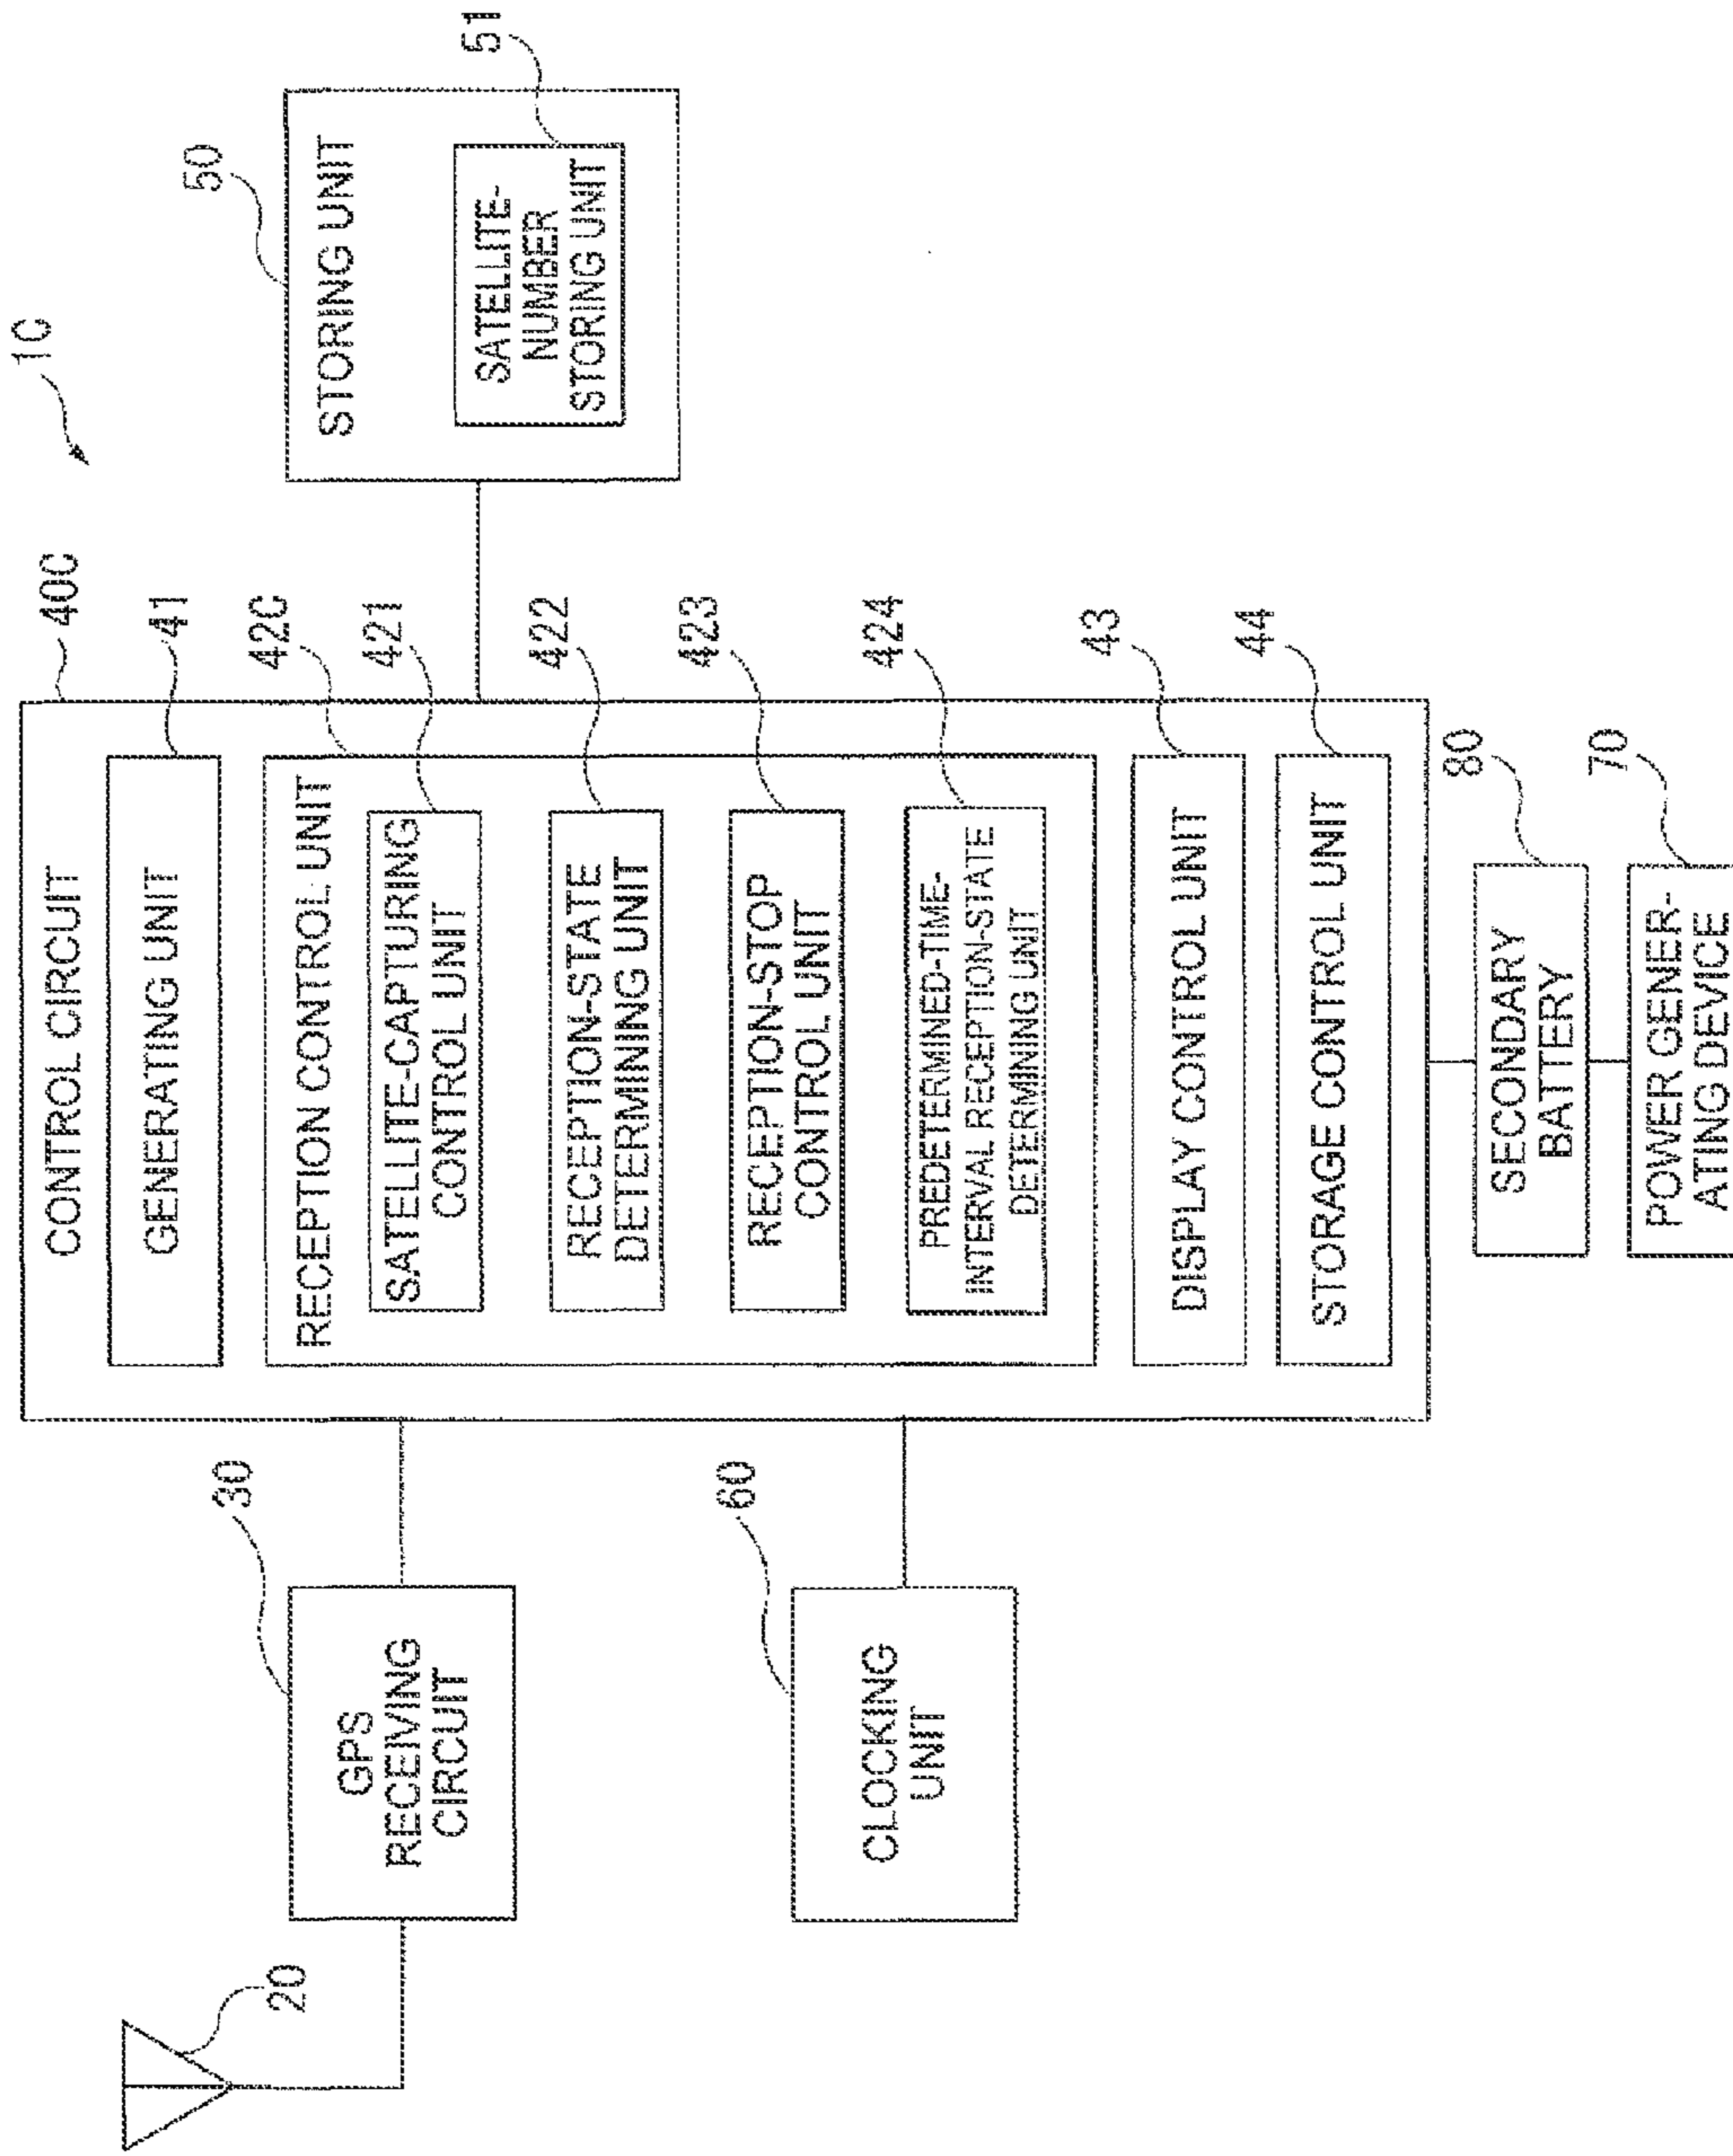 1C
20
30
GPS
RECEIVING
CIRCUIT
60
CLOCKING
UNIT
40C
CONTROL CIRCUIT
41
GENERATING UNIT
42C
RECEPTION CONTROL UNIT
421
SATELLITE-CAPTURING
CONTROL UNIT
422
RECEPTION-STATE
DETERMINING UNIT
423
RECEPTION-STOP
CONTROL UNIT
424
PREDETERMINED-TIME-
INTERVAL RECEPTION-STATE
DETERMINING UNIT
43
DISPLAY CONTROL UNIT
44
STORAGE CONTROL UNIT
50
STORING UNIT
51
SATELLITE-
NUMBER
STORING UNIT
80
SECONDARY
BATTERY
70
POWER GENER-
ATING DEVICE